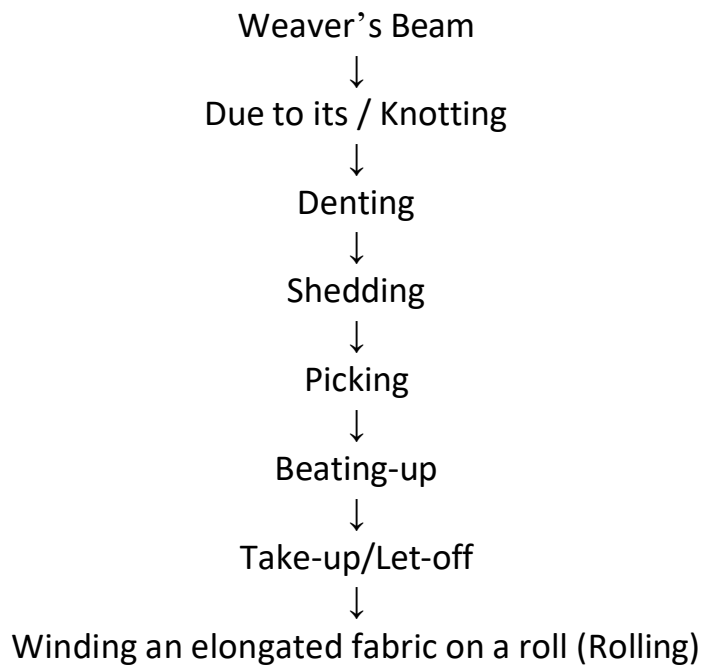 Weaver’s Beam
↓
Due to its / Knotting
↓
Denting
↓
Shedding
↓
Picking
↓
Beating-up
↓
Take-up/Let-off
↓
Winding an elongated fabric on a roll (Rolling)